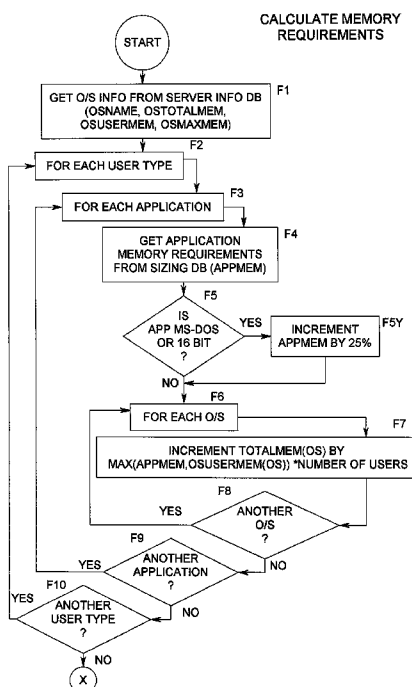 CALCULATE MEMORY
REQUIREMENTS
START
F1
GET O/S INFO FROM SERVER INFO DB
(OSNAME, OSTOTALMEM,
OSUSERMEM, OSMAXMEM)
F2
FOR EACH USER TYPE
F3
FOR EACH APPLICATION
F4
GET APPLICATION
MEMORY REQUIREMENTS
FROM SIZING DB (APPMEM)
F5
IS
APP MS-DOS
OR 16 BIT
?
YES
F5Y
INCREMENT
APPMEM BY 25%
NO
F6
FOR EACH O/S
F7
INCREMENT TOTALMEM(OS) BY
MAX(APPMEM,OSUSERMEM(OS)) *NUMBER OF USERS
F8
YES
ANOTHER
O/S
?
NO
F9
YES
ANOTHER
APPLICATION
?
NO
F10
YES
ANOTHER
USER TYPE
?
NO
X